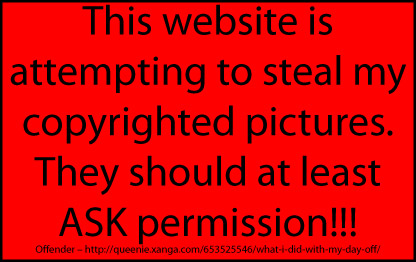 This website is
attempting to steal my
copyrighted pictures.
They should at least
ASK permission!!!
Offender – http://queenie.xanga.com/653525546/what-i-did-with-my-day-off/